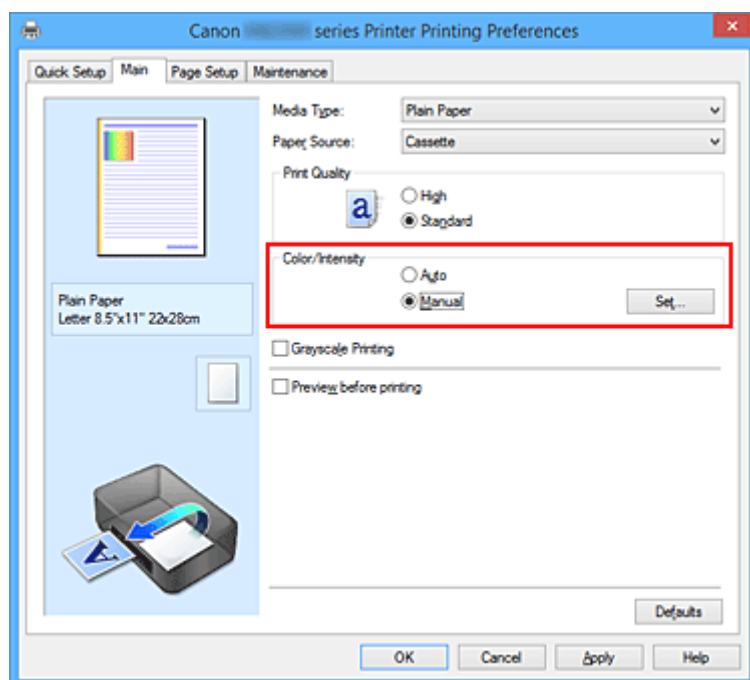 Canon series Printer Printing Preferences
Quick Setup Main Page Setup Maintenance
Media Type: Plain Paper
Paper Source: Cassette
Print Quality
a
High
Standard
Color/Intensity
Auto
Manual Set...
Plain Paper
Letter 8.5"x11" 22x28cm
Grayscale Printing
Preview before printing
A
Defaults
OK Cancel Apply Help